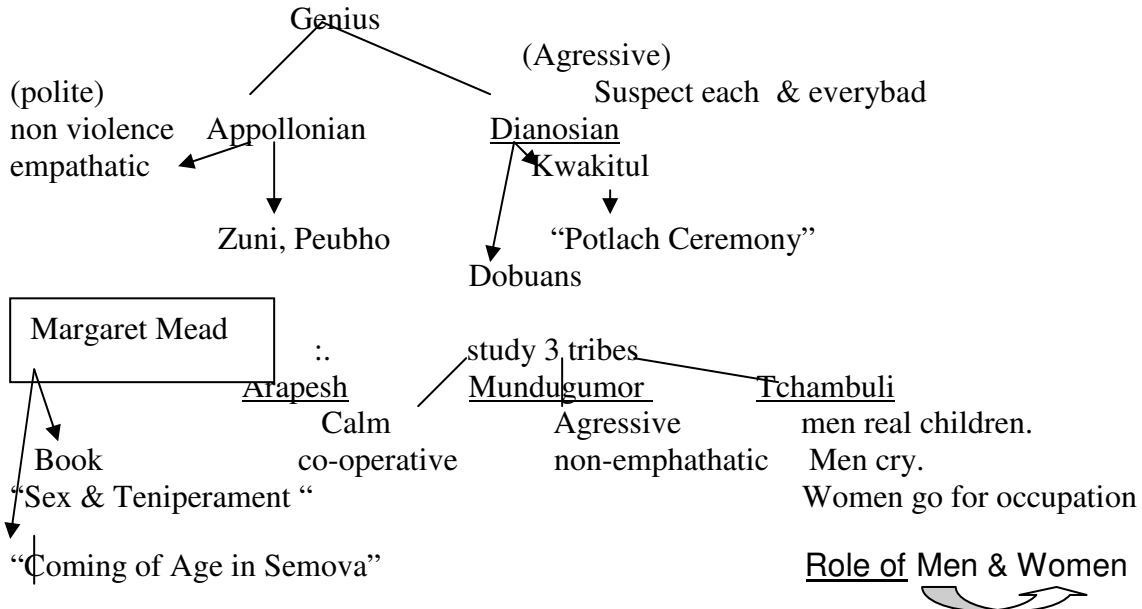 Genius
(Agressive)
(polite) Suspect each & everybad
non violence Appollonian Dianosian
empathatic Kwakitul
Zuni, Peubho “Potlach Ceremony”
Dobuans
Margaret Mead
:. study 3 tribes
Arapesh Mundugumor Tchambuli
Calm Agressive men real children.
Book co-operative non-emphathatic Men cry.
“Sex & Teniperament “ Women go for occupation
“Coming of Age in Semova” Role of Men & Women